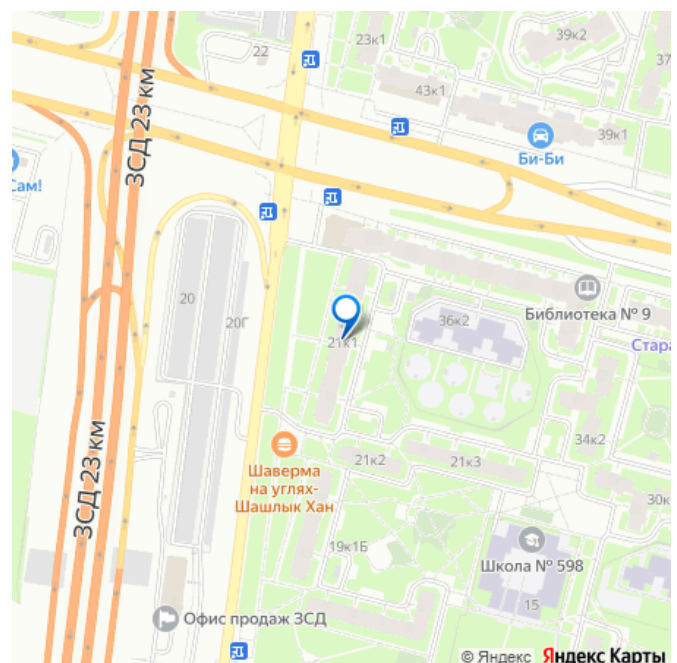 39к2
23к1
22
37
43к1
39к1
Би-Би
ЗСД 23 км
Сам!
20
20Г
36к2
Библиотека № 9
21к1
Стара
34к2
21к2
21к3
Шаверма
на углях-
Шашлык Хан
ЗСД 23 км
30к
19к1Б
Школа № 598
15
Офис продаж ЗСД
© Яндекс Яндекс Карты